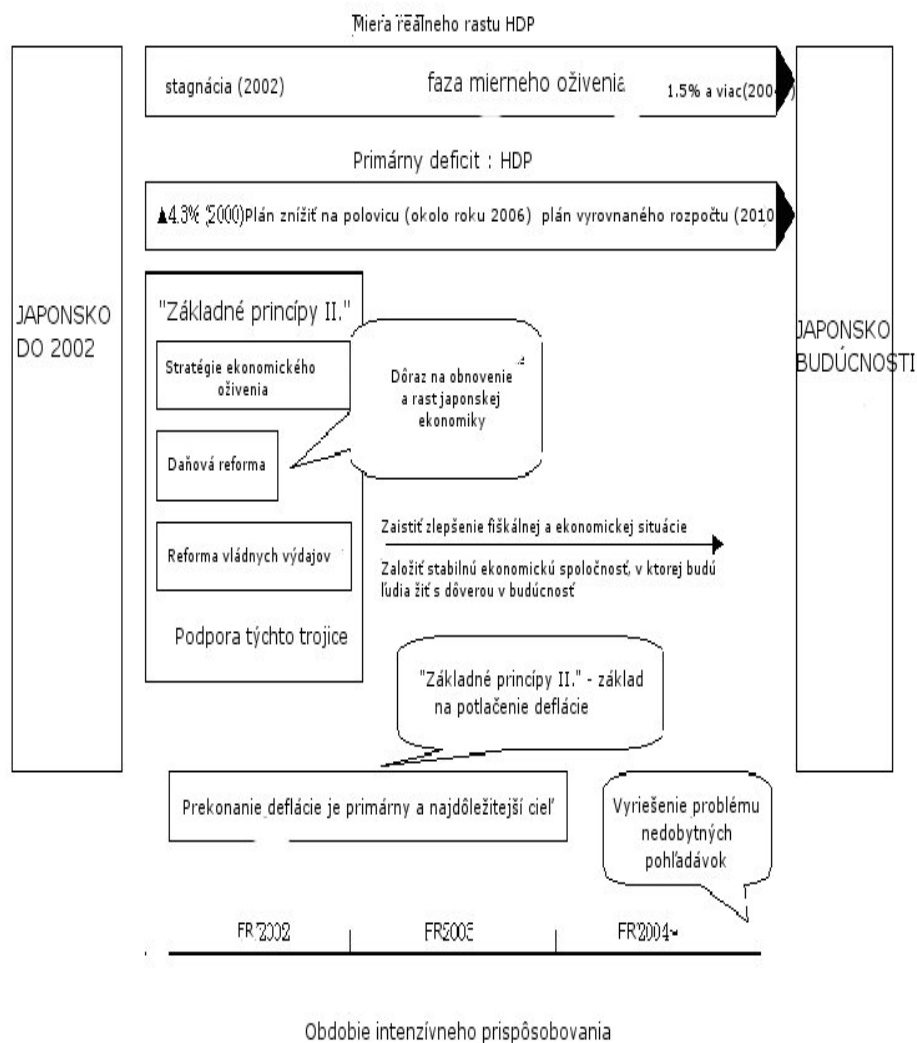 Miera reálneho rastu HDP
stagnácia (2002) faza mierneho oživenia 1.5% a viac(2004)
Primárny deficit : HDP
▲4.3% (2000)Plán znížiť na polovicu (okolo roku 2006) plán vyrovnaného rozpočtu (2010
JAPONSKO
DO 2002
"Základné princípy II."
Stratégie ekonomického
oživenia
Daňová reforma
Reforma vládnych výdajov
Podpora týchto trojice
Dôraz na obnovenie
a rast japonskej
ekonomiky
JAPONSKO
BUDÚCNOSTI
Zaistiť zlepšenie fiškálnej a ekonomickej situácie
Založiť stabilnú ekonomickú spoločnosť, v ktorej budú
ľudia žiť s dôverou v budúcnosť
"Základné princípy II." - základ
na potlačenie deflácie
Prekonanie deflácie je primárny a najdôležitejší cieľ
Vyriešenie problému
nedobytných
pohľadávok
FR 2002 FR2003 FR2004~
Obdobie intenzívneho prispôsobovania